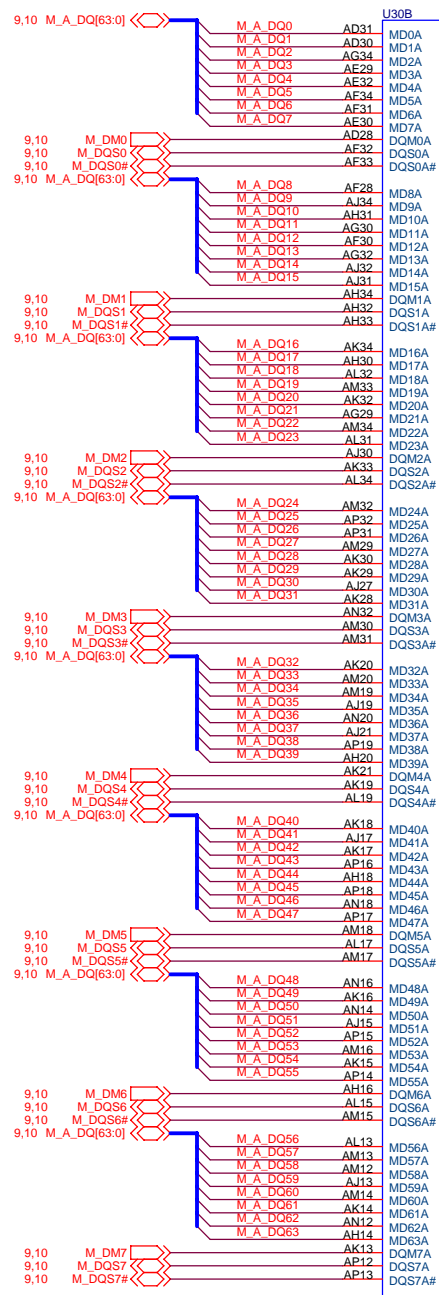 U30B
9,10 M_A_DQ[63:0]
M_A_DQ0 AD31 MD0A
M_A_DQ1 AD30 MD1A
M_A_DQ2 AG34 MD2A
M_A_DQ3 AE29 MD3A
M_A_DQ4 AE32 MD4A
M_A_DQ5 AF34 MD5A
M_A_DQ6 AF31 MD6A
M_A_DQ7 AE30 MD7A
9,10 M_DM0 AD28 DQM0A
9,10 M_DQS0 AF32 DQS0A
9,10 M_DQS0# AF33 DQS0A#
9,10 M_A_DQ[63:0]
M_A_DQ8 AF28 MD8A
M_A_DQ9 AJ34 MD9A
M_A_DQ10 AH31 MD10A
M_A_DQ11 AG30 MD11A
M_A_DQ12 AF30 MD12A
M_A_DQ13 AG32 MD13A
M_A_DQ14 AJ32 MD14A
M_A_DQ15 AJ31 MD15A
9,10 M_DM1 AH34 DQM1A
9,10 M_DQS1 AH32 DQS1A
9,10 M_DQS1# AH33 DQS1A#
9,10 M_A_DQ[63:0]
M_A_DQ16 AK34 MD16A
M_A_DQ17 AH30 MD17A
M_A_DQ18 AL32 MD18A
M_A_DQ19 AM33 MD19A
M_A_DQ20 AK32 MD20A
M_A_DQ21 AG29 MD21A
M_A_DQ22 AM34 MD22A
M_A_DQ23 AL31 MD23A
9,10 M_DM2 AJ30 DQM2A
9,10 M_DQS2 AK33 DQS2A
9,10 M_DQS2# AL34 DQS2A#
9,10 M_A_DQ[63:0]
M_A_DQ24 AM32 MD24A
M_A_DQ25 AP32 MD25A
M_A_DQ26 AP31 MD26A
M_A_DQ27 AM29 MD27A
M_A_DQ28 AK30 MD28A
M_A_DQ29 AK29 MD29A
M_A_DQ30 AJ27 MD30A
M_A_DQ31 AK28 MD31A
9,10 M_DM3 AN32 DQM3A
9,10 M_DQS3 AM30 DQS3A
9,10 M_DQS3# AM31 DQS3A#
9,10 M_A_DQ[63:0]
M_A_DQ32 AK20 MD32A
M_A_DQ33 AM20 MD33A
M_A_DQ34 AM19 MD34A
M_A_DQ35 AJ19 MD35A
M_A_DQ36 AN20 MD36A
M_A_DQ37 AJ21 MD37A
M_A_DQ38 AP19 MD38A
M_A_DQ39 AH20 MD39A
9,10 M_DM4 AK21 DQM4A
9,10 M_DQS4 AK19 DQS4A
9,10 M_DQS4# AL19 DQS4A#
9,10 M_A_DQ[63:0]
M_A_DQ40 AK18 MD40A
M_A_DQ41 AJ17 MD41A
M_A_DQ42 AK17 MD42A
M_A_DQ43 AP16 MD43A
M_A_DQ44 AH18 MD44A
M_A_DQ45 AP18 MD45A
M_A_DQ46 AN18 MD46A
M_A_DQ47 AP17 MD47A
9,10 M_DM5 AM18 DQM5A
9,10 M_DQS5 AL17 DQS5A
9,10 M_DQS5# AM17 DQS5A#
9,10 M_A_DQ[63:0]
M_A_DQ48 AN16 MD48A
M_A_DQ49 AK16 MD49A
M_A_DQ50 AN14 MD50A
M_A_DQ51 AJ15 MD51A
M_A_DQ52 AP15 MD52A
M_A_DQ53 AM16 MD53A
M_A_DQ54 AK15 MD54A
M_A_DQ55 AP14 MD55A
9,10 M_DM6 AH16 DQM6A
9,10 M_DQS6 AL15 DQS6A
9,10 M_DQS6# AM15 DQS6A#
9,10 M_A_DQ[63:0]
M_A_DQ56 AL13 MD56A
M_A_DQ57 AM13 MD57A
M_A_DQ58 AM12 MD58A
M_A_DQ59 AJ13 MD59A
M_A_DQ60 AM14 MD60A
M_A_DQ61 AK14 MD61A
M_A_DQ62 AN12 MD62A
M_A_DQ63 AH14 MD63A
9,10 M_DM7 AK13 DQM7A
9,10 M_DQS7 AP12 DQS7A
9,10 M_DQS7# AP13 DQS7A#